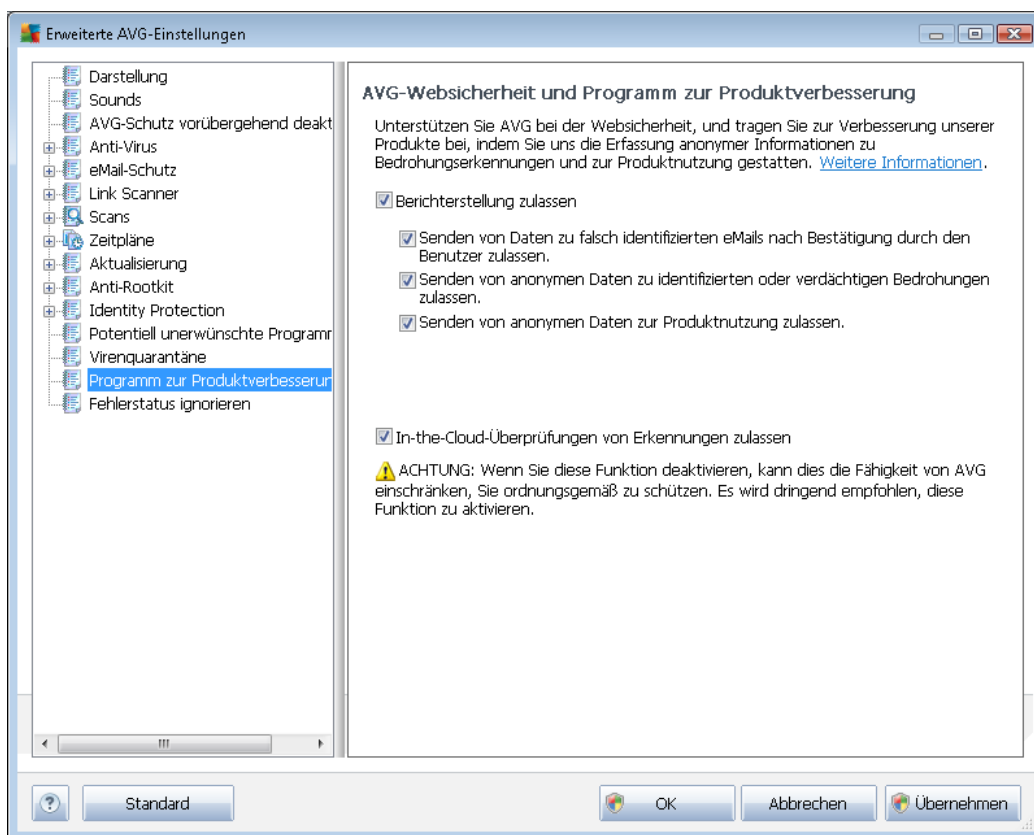 Erweiterte AVG-Einstellungen
Darstellung
Sounds
AVG-Schutz vorübergehend deakt
Anti-Virus
eMail-Schutz
Link Scanner
Scans
Zeitpläne
Aktualisierung
Anti-Rootkit
Identity Protection
Potentiell unerwünschte Programm
Virenquarantäne
Programm zur Produktverbesserun
Fehlerstatus ignorieren
AVG-Websicherheit und Programm zur Produktverbesserung
Unterstützen Sie AVG bei der Websicherheit, und tragen Sie zur Verbesserung unserer
Produkte bei, indem Sie uns die Erfassung anonymer Informationen zu
Bedrohungserkennungen und zur Produktnutzung gestatten. Weitere Informationen.
Berichterstellung zulassen
Senden von Daten zu falsch identifizierten eMails nach Bestätigung durch den
Benutzer zulassen.
Senden von anonymen Daten zu identifizierten oder verdächtigen Bedrohungen
zulassen.
Senden von anonymen Daten zur Produktnutzung zulassen.
In-the-Cloud-Überprüfungen von Erkennungen zulassen
ACHTUNG: Wenn Sie diese Funktion deaktivieren, kann dies die Fähigkeit von AVG
einschränken, Sie ordnungsgemäß zu schützen. Es wird dringend empfohlen, diese
Funktion zu aktivieren.
? Standard OK Abbrechen Übernehmen